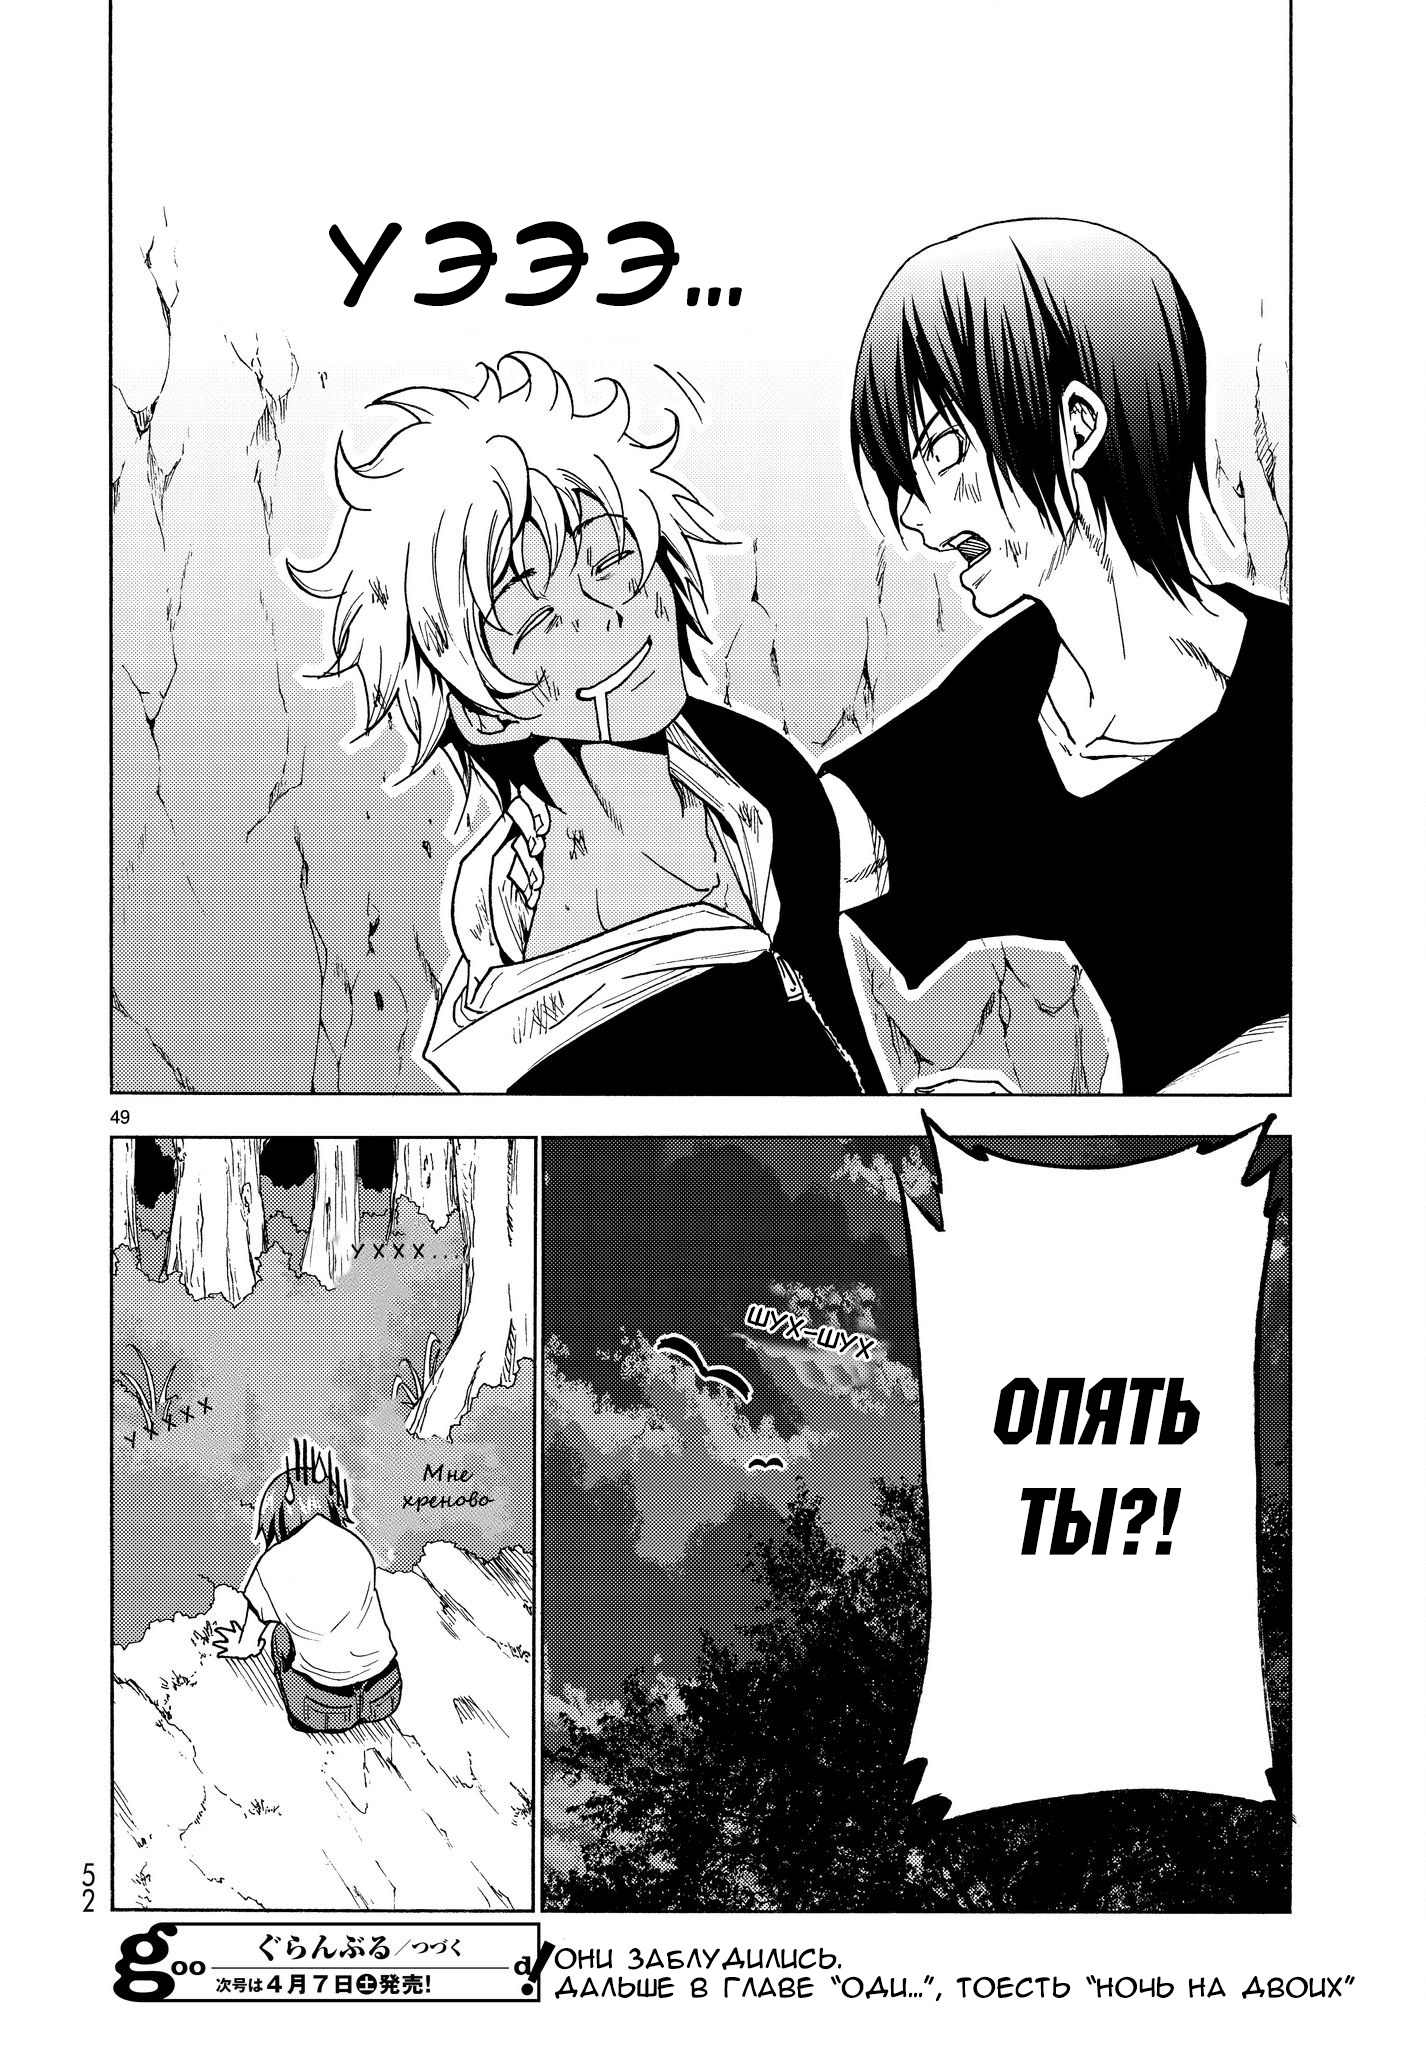 УЭЭЭ...
49
ОПЯТЬ
ТЫ?!
ШУХ-ШУХ
УХХХ...
УХХХХ
Мне
хреново
52
goo
d!
ぐらんぶる/つづく
次号は4月7日㊏発売!
ОНИ ЗАБЛУДИЛИСЬ.
ДАЛЬШЕ В ГЛАВЕ "ОДИ...", ТОЕСТЬ "НОЧЬ НА ДВОИХ"